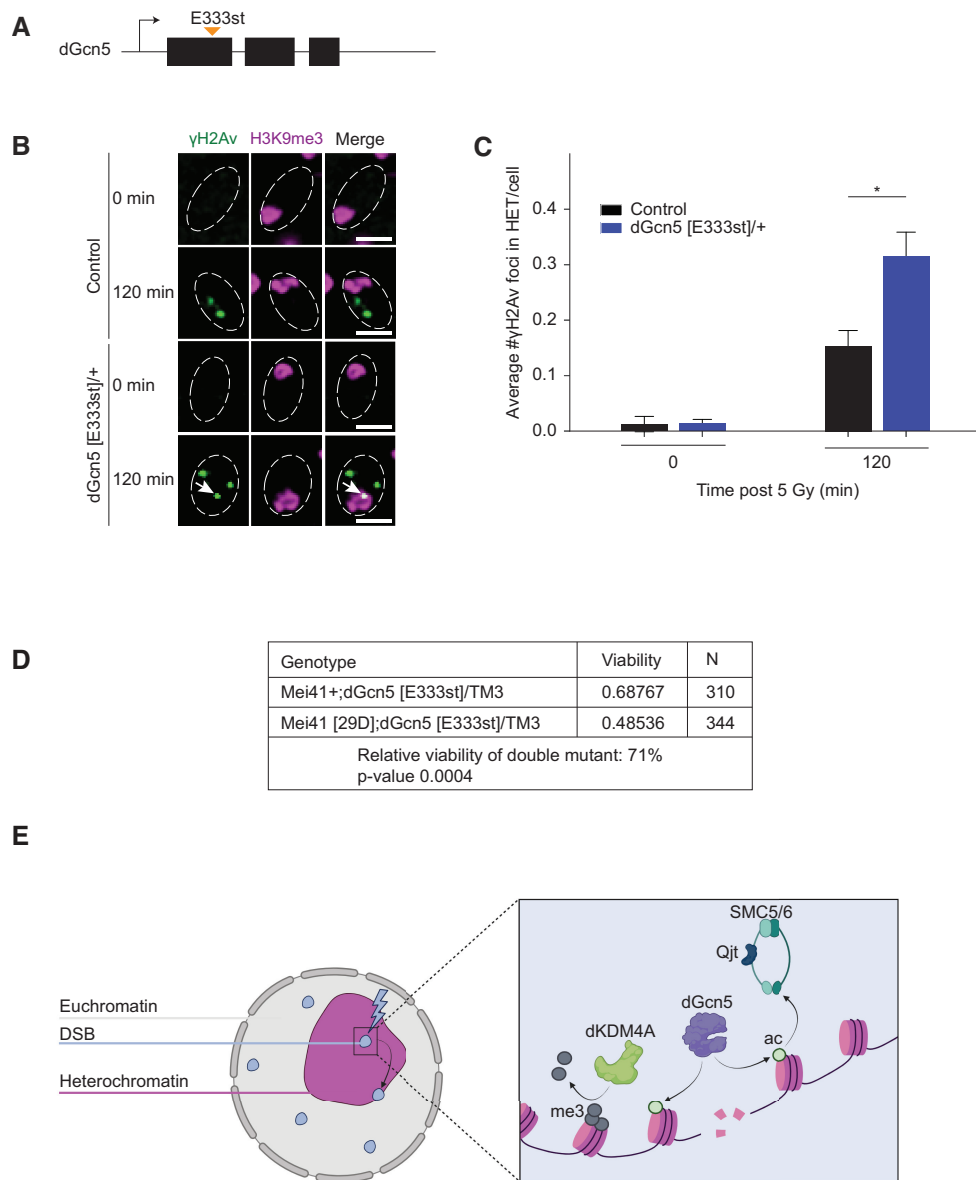 A
E333st
dGcn5
B
γH2Av H3K9me3 Merge
Control
0 min
120 min
dGcn5 [E333st]/+
0 min
120 min
C
Average #γH2Av foci in HET/cell
0.4
0.3
0.2
0.1
0.0
Control
dGcn5 [E333st]/+
*
0 120
Time post 5 Gy (min)
D
Genotype Viability N
Mei41+;dGcn5 [E333st]/TM3 0.68767 310
Mei41 [29D];dGcn5 [E333st]/TM3 0.48536 344
Relative viability of double mutant: 71%
p-value 0.0004
E
Euchromatin
DSB
Heterochromatin
SMC5/6
Qjt
dGcn5
dKDM4A
ac
me3